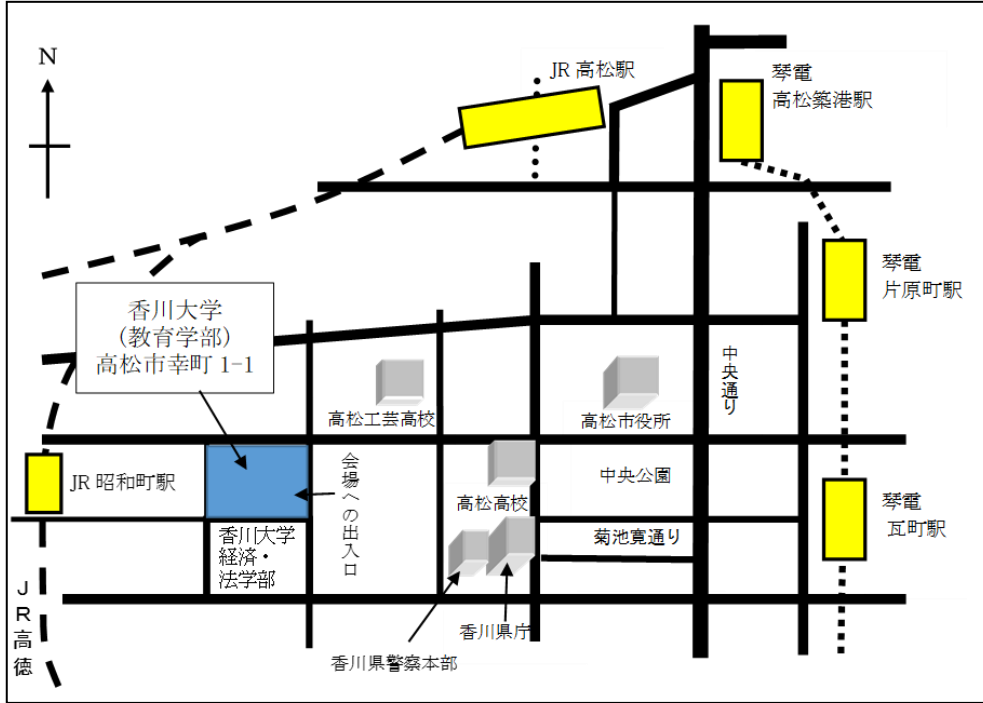 N
JR 高松駅
琴電
高松築港駅
琴電
片原町駅
香川大学
(教育学部)
高松市幸町 1-1
中央通り
高松工芸高校
高松市役所
JR 昭和町駅
会場への出入口
高松高校
中央公園
琴電
瓦町駅
香川大学
経済・
法学部
菊池寛通り
JR高徳
香川県庁
香川県警察本部